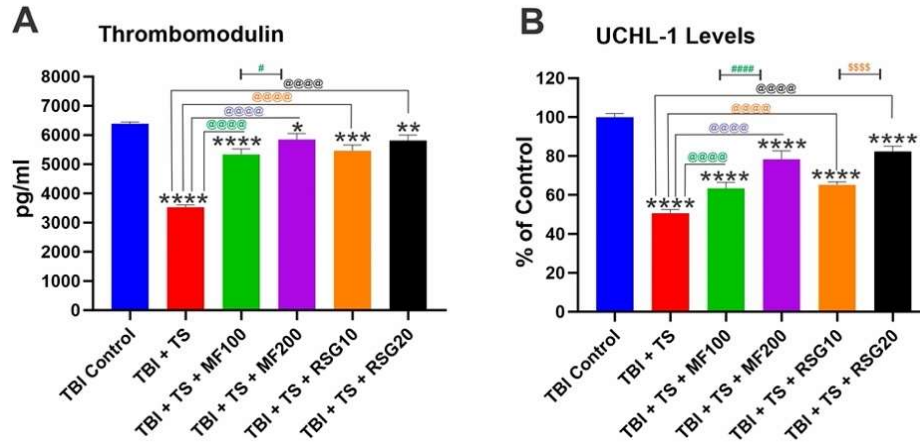 A
Thrombomodulin
pg/ml
8000
7000
6000
5000
4000
3000
2000
1000
0
#
@@@@
@@@@
@@@@
@@@@
****
****
*
***
**
TBI Control
TBI + TS
TBI + TS + MF100
TBI + TS + MF200
TBI + TS + RSG10
TBI + TS + RSG20
B
UCHL-1 Levels
% of Control
120
100
80
60
40
20
0
####
$$$$
@@@@
@@@@
@@@@
@@@@
****
****
****
****
****
TBI Control
TBI + TS
TBI + TS + MF100
TBI + TS + MF200
TBI + TS + RSG10
TBI + TS + RSG20